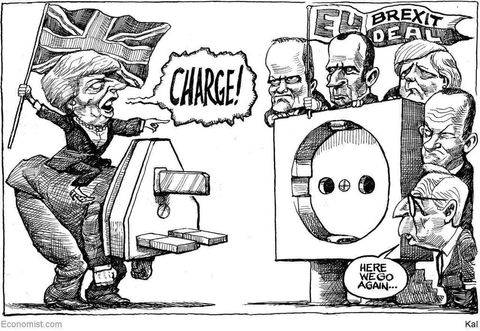 EU BREXIT
DEAL
CHARGE!
HERE
WE GO
AGAIN...
Economist.com
Kal